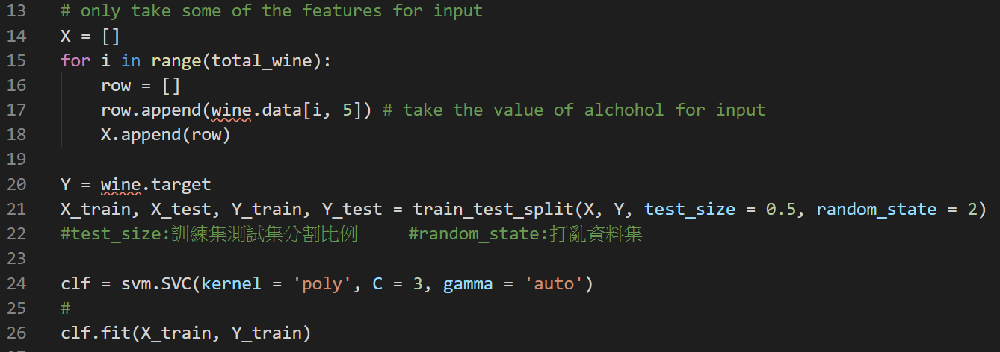 13 # only take some of the features for input
14 X = []
15 for i in range(total_wine):
16     row = []
17     row.append(wine.data[i, 5]) # take the value of alchohol for input
18     X.append(row)
19
20 Y = wine.target
21 X_train, X_test, Y_train, Y_test = train_test_split(X, Y, test_size = 0.5, random_state = 2)
22 #test_size:訓練集測試集分割比例     #random_state:打亂資料集
23
24 clf = svm.SVC(kernel = 'poly', C = 3, gamma = 'auto')
25 #
26 clf.fit(X_train, Y_train)